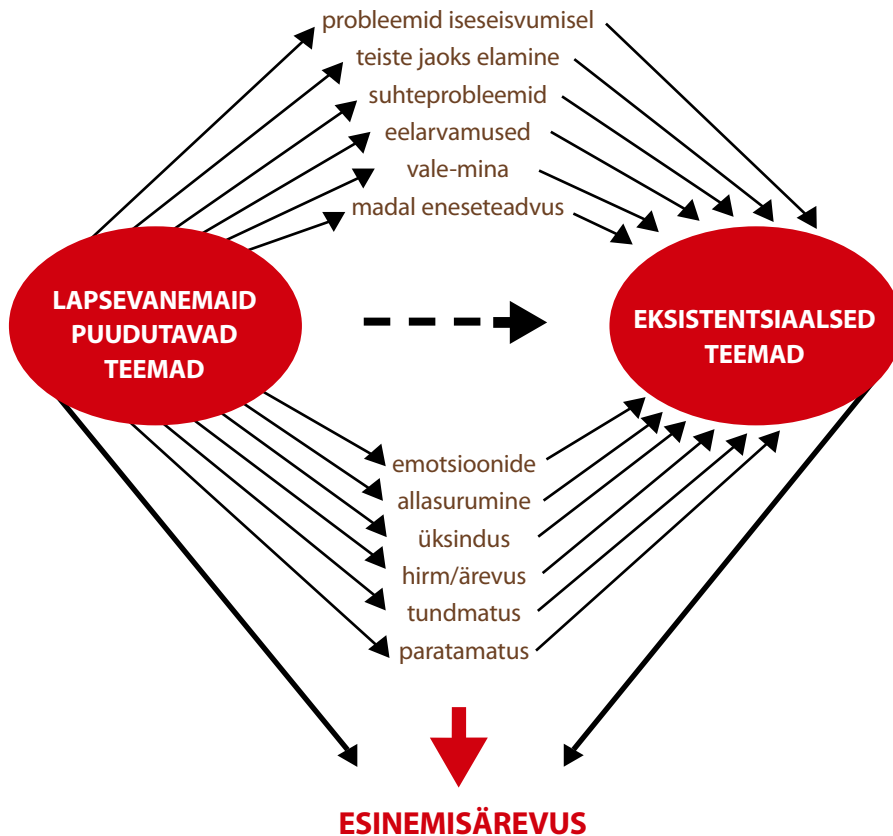 probleemid iseseisvumisel
teiste jaoks elamine
suhteprobleemid
eelarvamused
vale-mina
madal eneseteadvus
LAPSEVANEMAID
PUUDUTAVAD
TEEMAD
EKSISTENTSIAALSED
TEEMAD
emotsioonide
allasurumine
üksindus
hirm/ärevus
tundmatus
paratamatus
ESINEMISÄREVUS